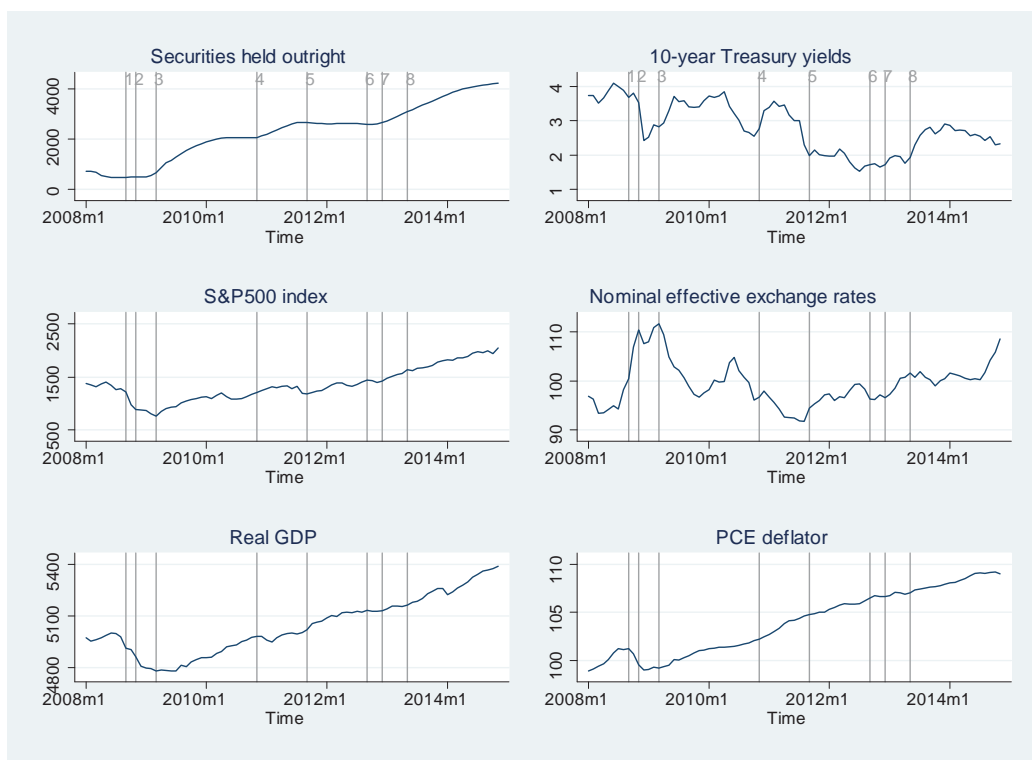 Securities held outright
1 2 3 4 5 6 7 8
4000
2000
0
2008m1 2010m1 2012m1 2014m1
Time
10-year Treasury yields
1 2 3 4 5 6 7 8
4
3
2
1
2008m1 2010m1 2012m1 2014m1
Time
S&P500 index
2500
1500
500
2008m1 2010m1 2012m1 2014m1
Time
Nominal effective exchange rates
110
100
90
2008m1 2010m1 2012m1 2014m1
Time
Real GDP
5400
5100
4800
2008m1 2010m1 2012m1 2014m1
Time
PCE deflator
110
105
100
2008m1 2010m1 2012m1 2014m1
Time